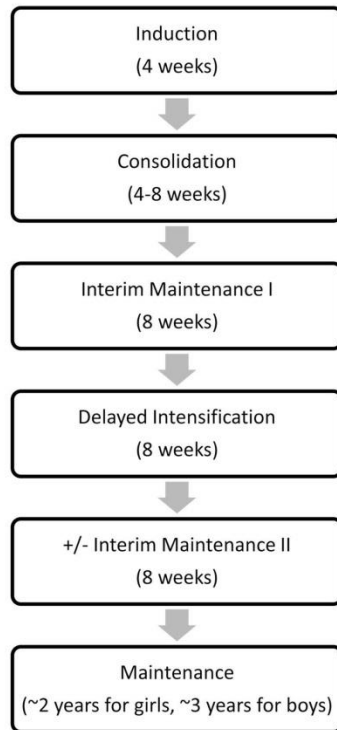 Induction
(4 weeks)
Consolidation
(4-8 weeks)
Interim Maintenance I
(8 weeks)
Delayed Intensification
(8 weeks)
+/- Interim Maintenance II
(8 weeks)
Maintenance
(~2 years for girls, ~3 years for boys)